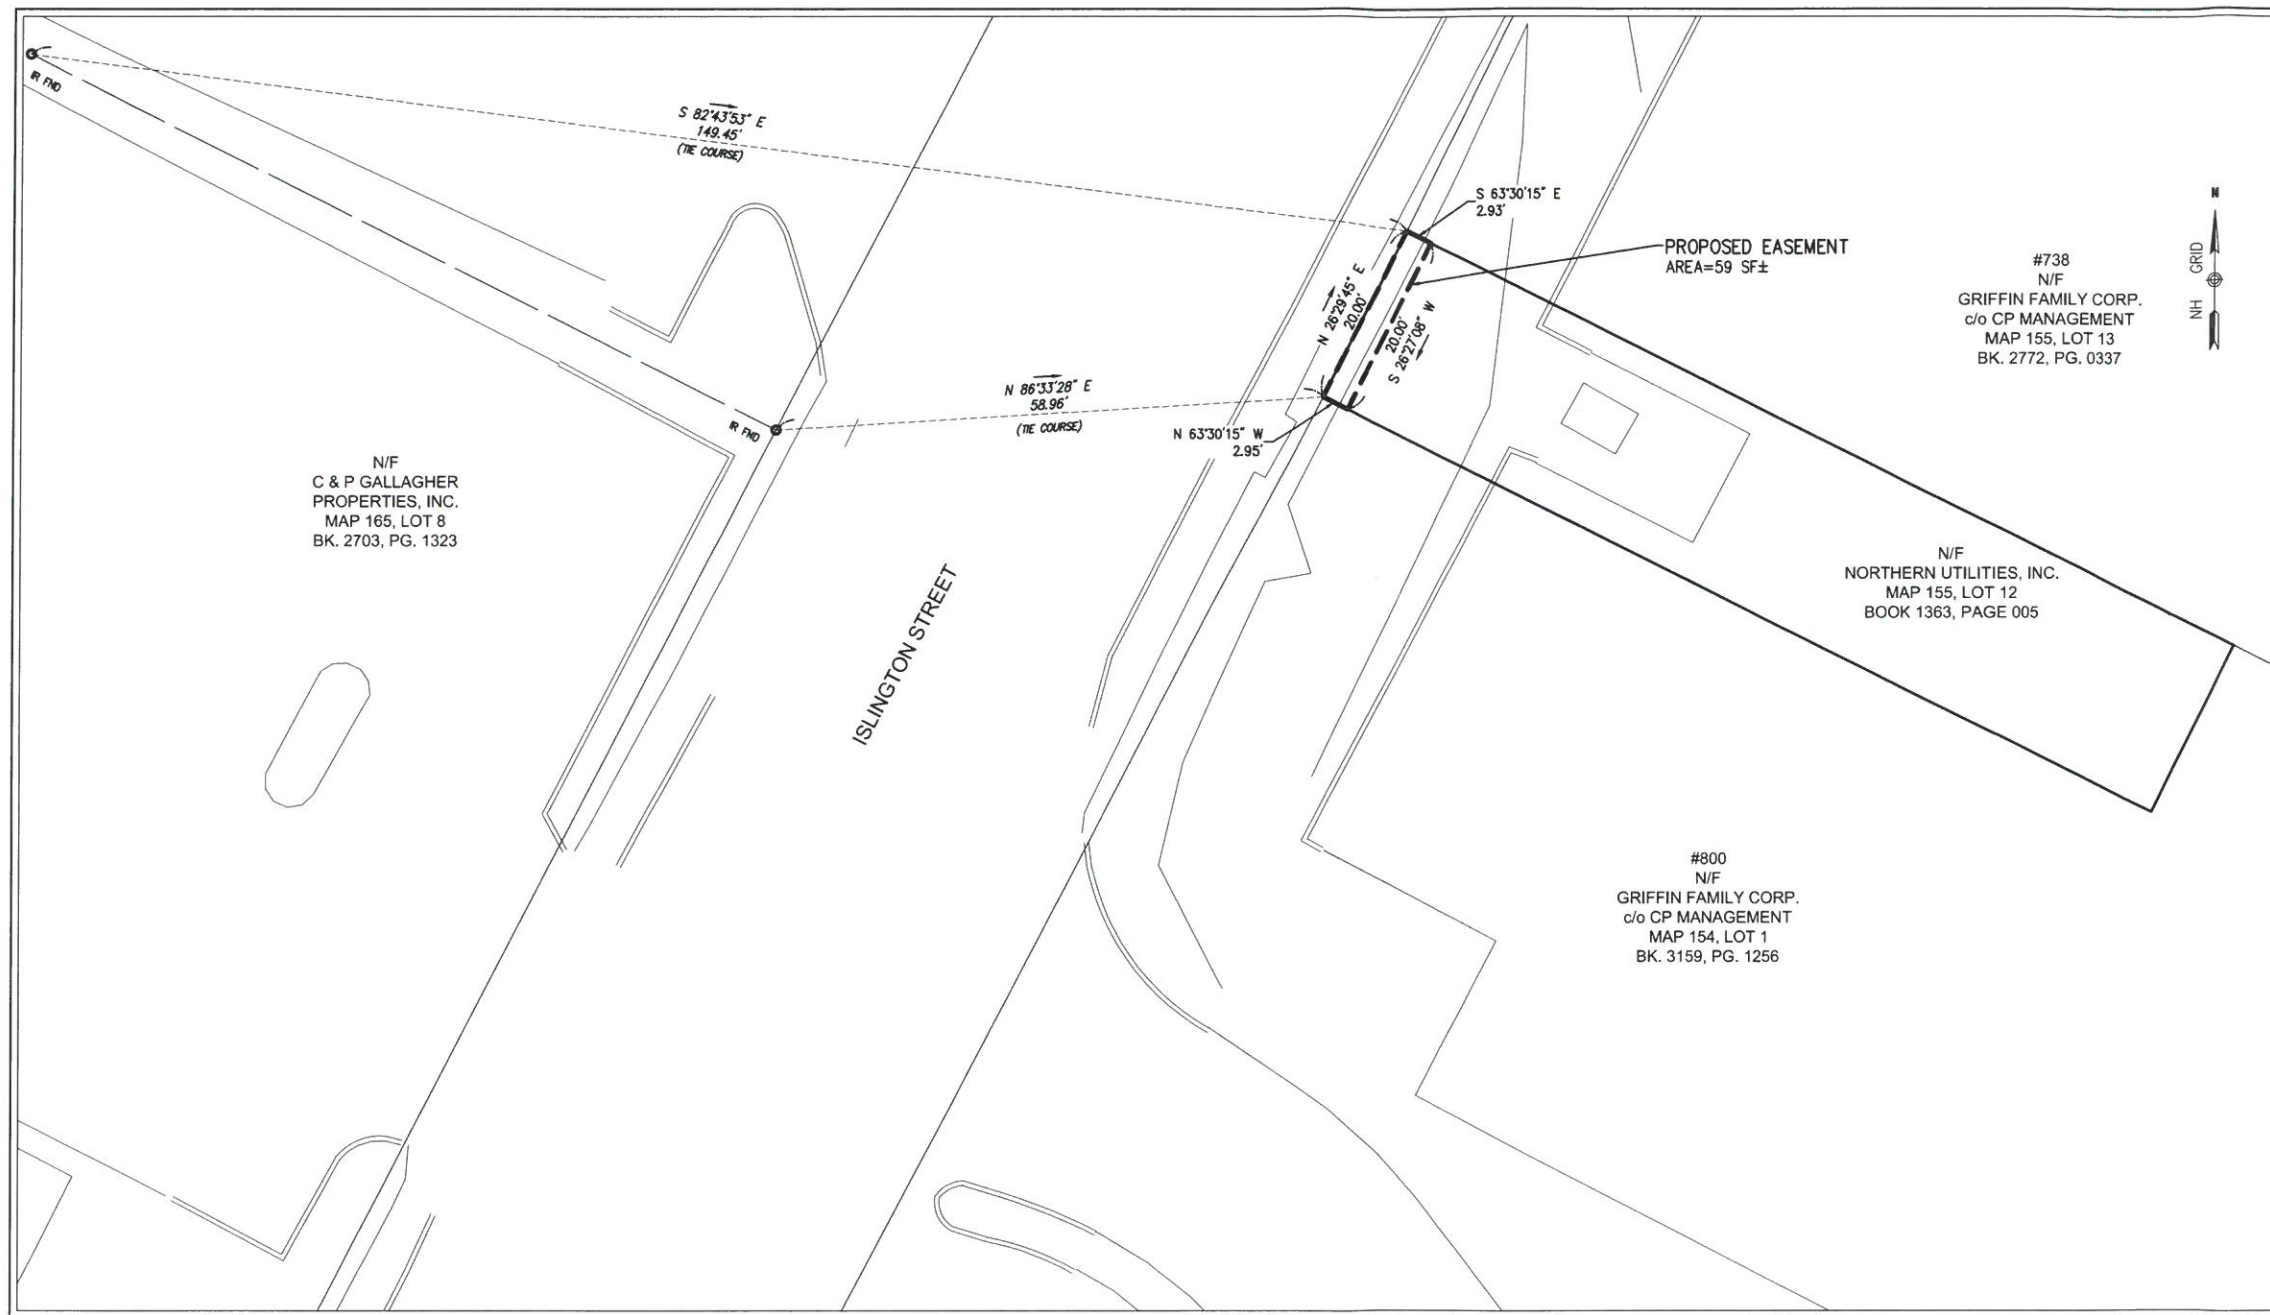 IR FND
S 82°43'53" E
149.45'
(TIE COURSE)
S 63°30'15" E
2.93'
PROPOSED EASEMENT
AREA=59 SF±
N 26°29'45" E
20.00'
20.00'
S 26°27'08" W
N
NH GRID
#738
N/F
GRIFFIN FAMILY CORP.
c/o CP MANAGEMENT
MAP 155, LOT 13
BK. 2772, PG. 0337
N 86°33'28" E
58.96'
(TIE COURSE)
IR FND
N 63°30'15" W
2.95'
N/F
C & P GALLAGHER
PROPERTIES, INC.
MAP 165, LOT 8
BK. 2703, PG. 1323
ISLINGTON STREET
N/F
NORTHERN UTILITIES, INC.
MAP 155, LOT 12
BOOK 1363, PAGE 005
#800
N/F
GRIFFIN FAMILY CORP.
c/o CP MANAGEMENT
MAP 154, LOT 1
BK. 3159, PG. 1256